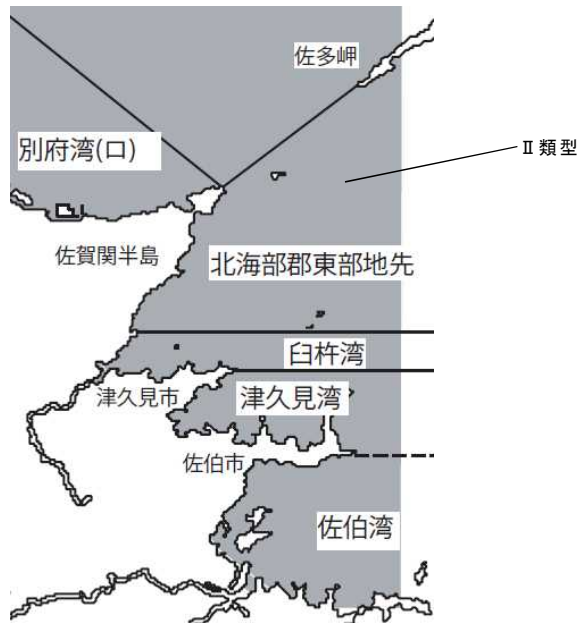 佐多岬
別府湾(口)
Ⅱ類型
佐賀関半島
北海部郡東部地先
臼杵湾
津久見市
津久見湾
佐伯市
佐伯湾